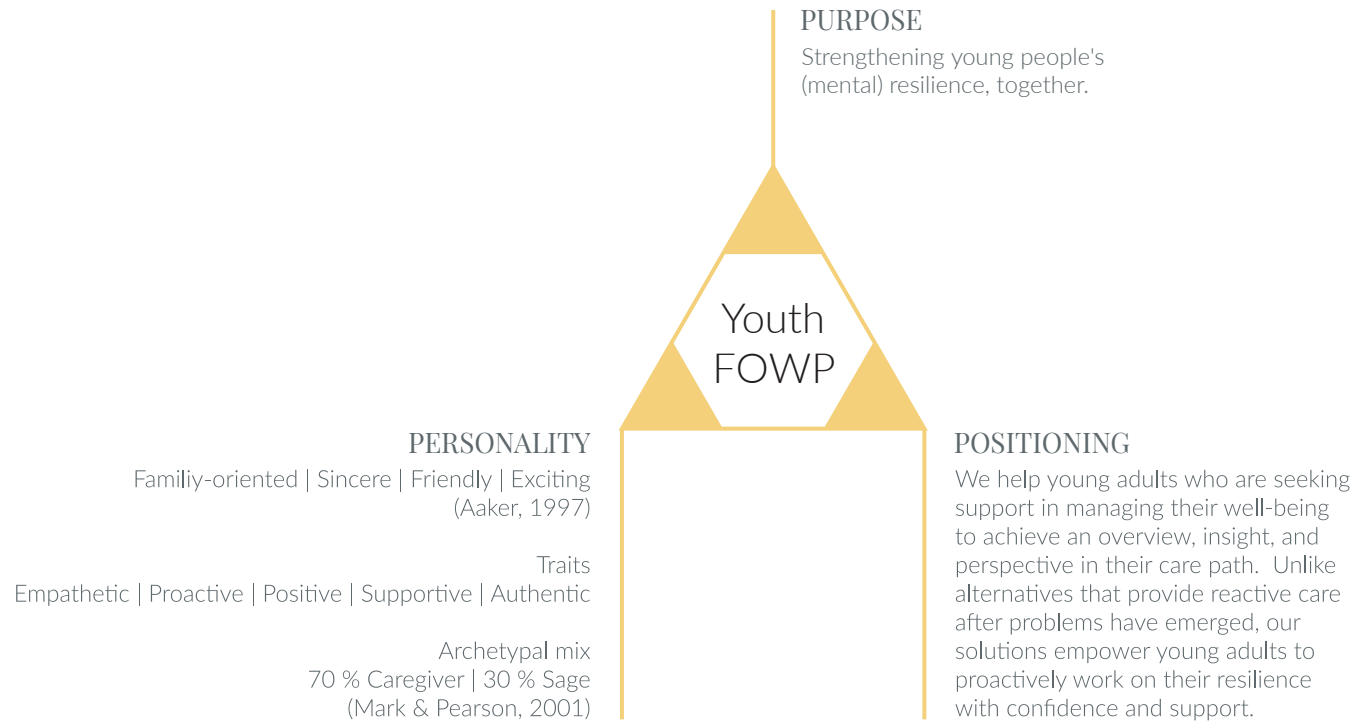 PURPOSE
Strengthening young people's
(mental) resilience, together.
Youth
FOWP
PERSONALITY
Familiy-oriented | Sincere | Friendly | Exciting
(Aaker, 1997)
Traits
Empathetic | Proactive | Positive | Supportive | Authentic
Archetypal mix
70 % Caregiver | 30 % Sage
(Mark & Pearson, 2001)
POSITIONING
We help young adults who are seeking
support in managing their well-being
to achieve an overview, insight, and
perspective in their care path.  Unlike
alternatives that provide reactive care
after problems have emerged, our
solutions empower young adults to
proactively work on their resilience
with confidence and support.